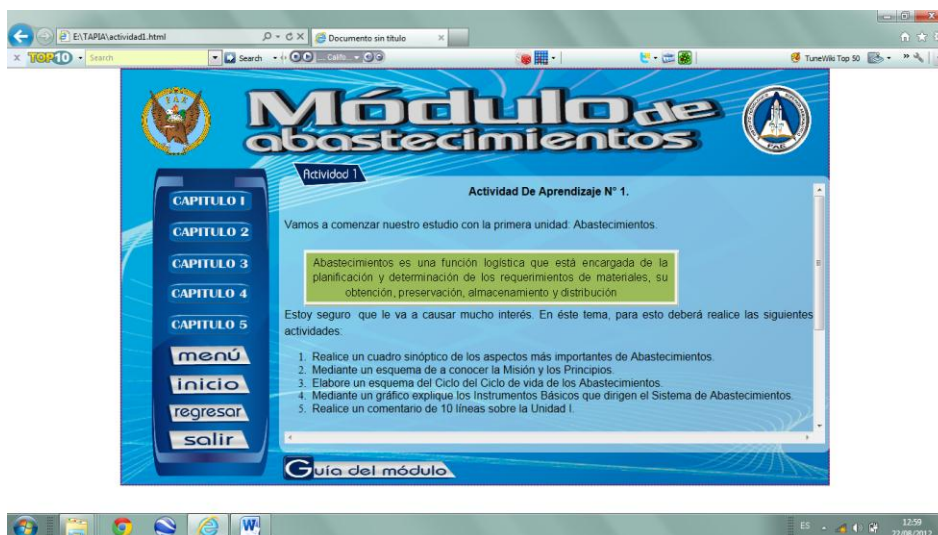 E:\TAPIA\actividad1.html
Documento sin título
TOP10
Search
Search
TuneWiki Top 50
Módulo de
abastecimientos
FAE
Actividad 1
CAPITULO 1
CAPITULO 2
CAPITULO 3
CAPITULO 4
CAPITULO 5
menú
inicio
regresar
salir
Actividad De Aprendizaje N° 1.
Vamos a comenzar nuestro estudio con la primera unidad: Abastecimientos.
Abastecimientos es una función logística que está encargada de la
planificación y determinación de los requerimientos de materiales, su
obtención, preservación, almacenamiento y distribución
Estoy seguro que le va a causar mucho interés. En éste tema, para esto deberá realice las siguientes
actividades:
1. Realice un cuadro sinóptico de los aspectos más importantes de Abastecimientos.
2. Mediante un esquema de a conocer la Misión y los Principios.
3. Elabore un esquema del Ciclo del Ciclo de vida de los Abastecimientos.
4. Mediante un gráfico explique los Instrumentos Básicos que dirigen el Sistema de Abastecimientos.
5. Realice un comentario de 10 líneas sobre la Unidad I.
Guía del módulo
ES
12:59
22/08/2012